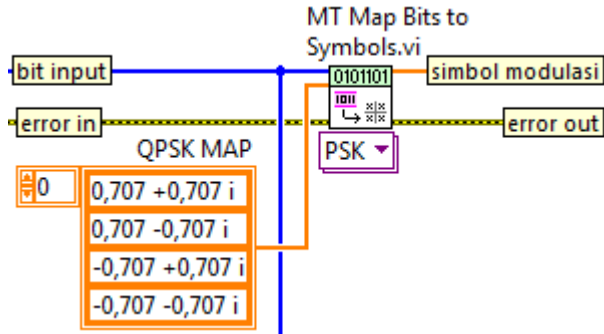 MT Map Bits to
Symbols.vi
bit input
0101101
simbol modulasi
1011
error in
error out
QPSK MAP
PSK
0
0,707 +0,707 i
0,707 -0,707 i
-0,707 +0,707 i
-0,707 -0,707 i